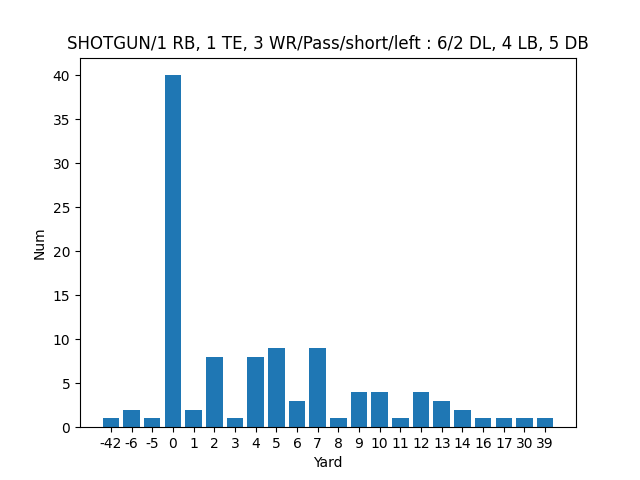 SHOTGUN/1 RB, 1 TE, 3 WR/Pass/short/left : 6/2 DL, 4 LB, 5 DB
40
35
30
25
20
15
10
5
0
Num
-42 -6 -5 0 1 2 3 4 5 6 7 8 9 10 11 12 13 14 16 17 30 39
Yard